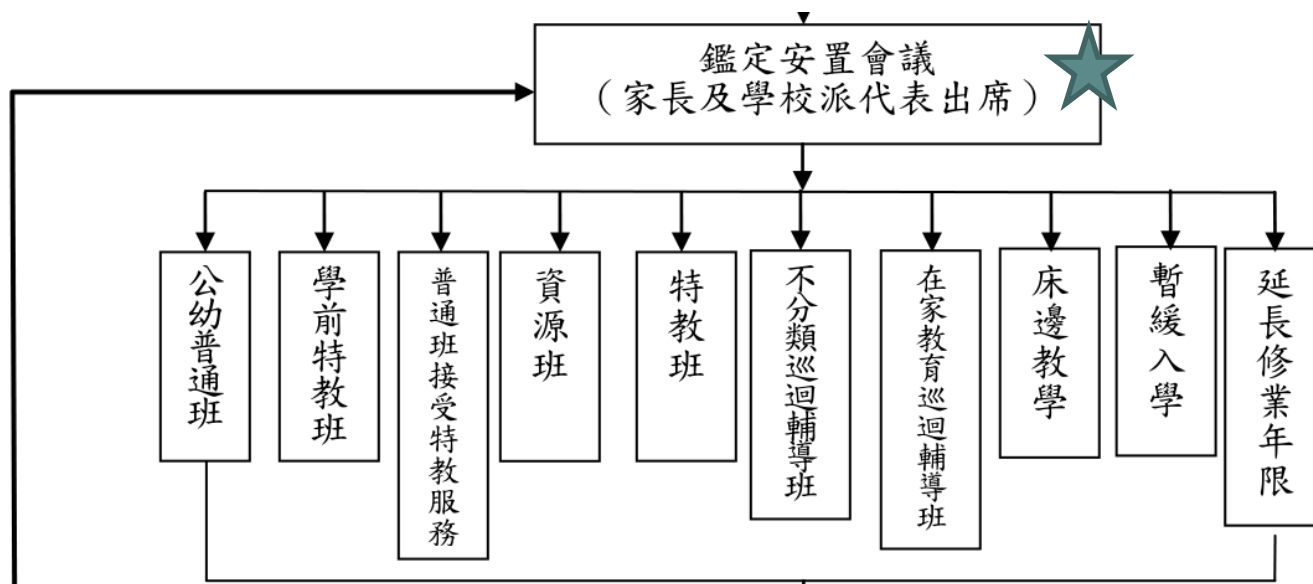 鑑定安置會議
（家長及學校派代表出席）
公幼普通班
學前特教班
普通班接受特教服務
資源班
特教班
不分類巡迴輔導班
在家教育巡迴輔導班
床邊教學
暫緩入學
延長修業年限